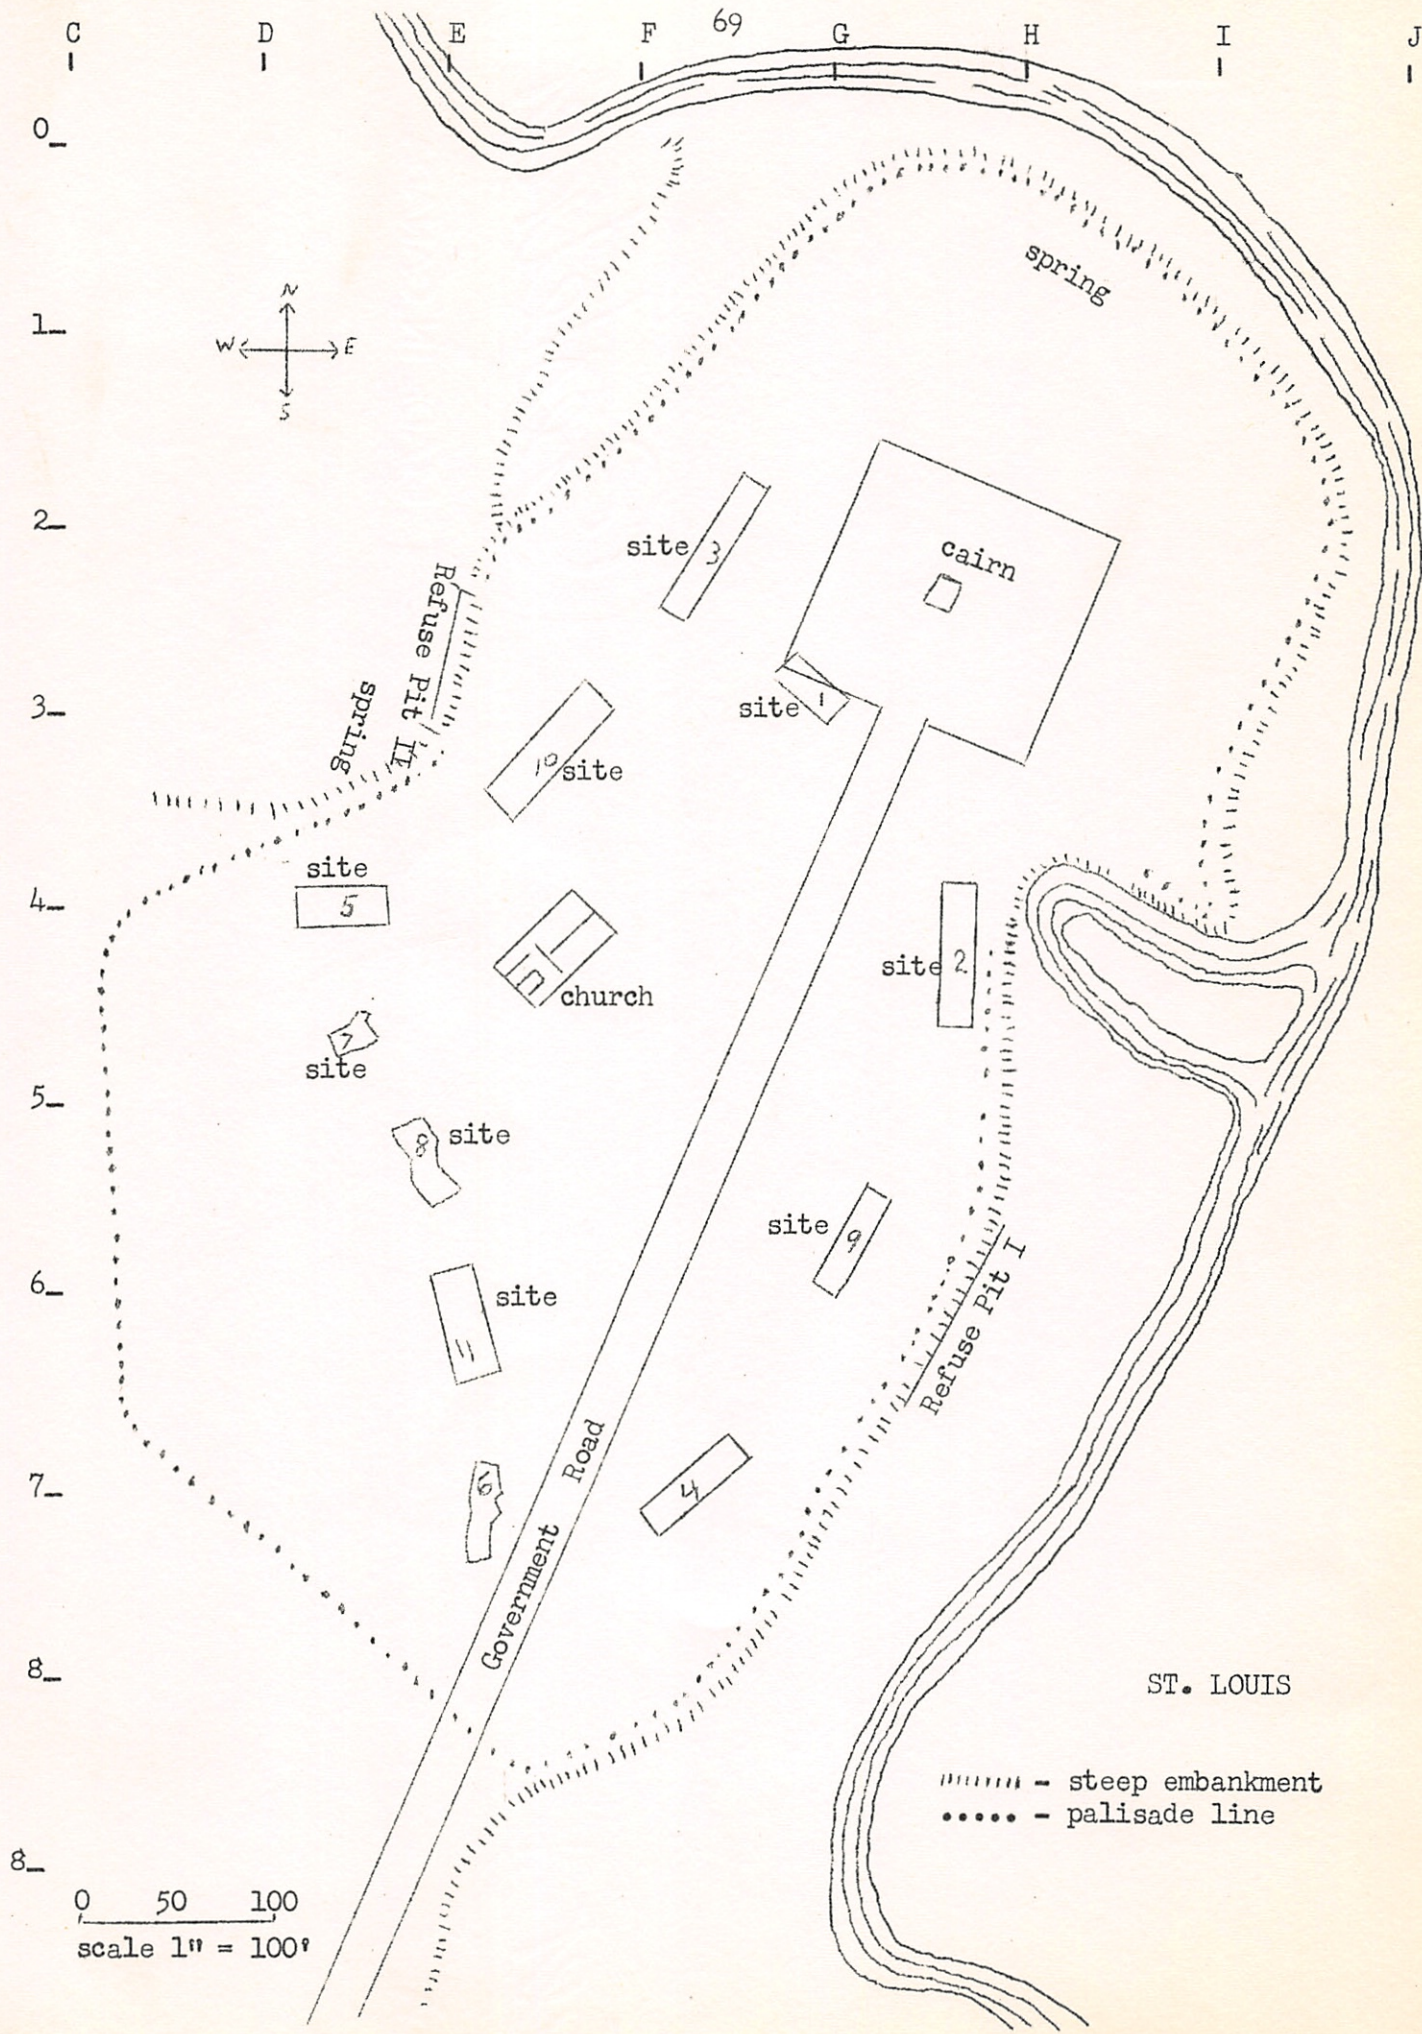 69
C D E F G H I J
0
spring
1
N
W E
S
2
site 3
cairn
Refuse Pit II
3
spring
site 1
10 site
site
4
5
site 2
church
7
site
5
8 site
site 9
6
site
11
Refuse Pit I
Road
7
6
4
Government
8
ST. LOUIS
- steep embankment
- palisade line
8
0 50 100
scale 1" = 100'